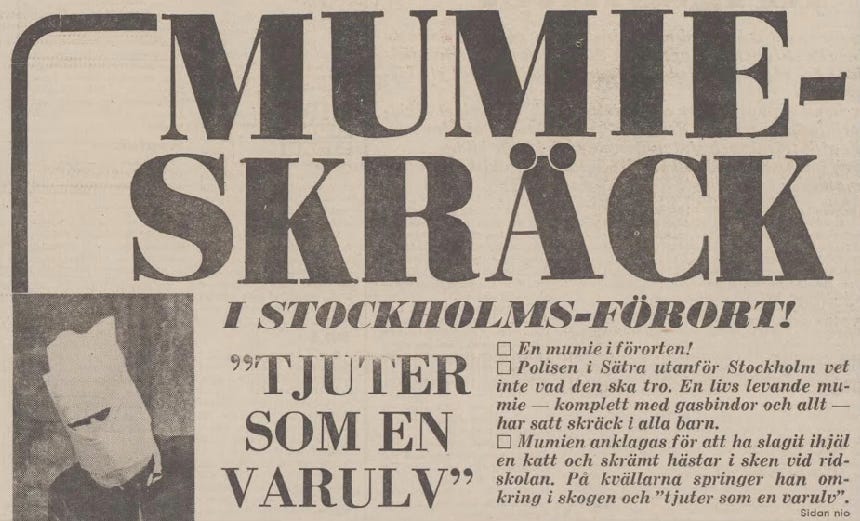 MUMIE-
SKRÄCK
I STOCKHOLMS-FÖRORT!
”TJUTER
SOM EN
VARULV”
□ En mumie i förorten!
□ Polisen i Sätra utanför Stockholm vet
inte vad den ska tro. En livs levande mu-
mie — komplett med gasbindor och allt —
har satt skräck i alla barn.
□ Mumien anklagas för att ha slagit ihjäl
en katt och skrämt hästar i sken vid rid-
skolan. På kvällarna springer han om-
kring i skogen och ”tjuter som en varulv”.
Sidan nio